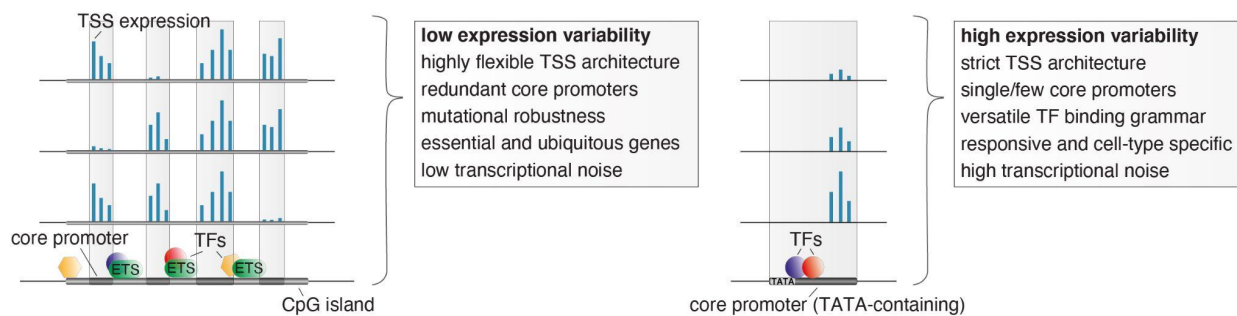 TSS expression
core promoter
TFs
ETS
ETS
ETS
CpG island
low expression variability
highly flexible TSS architecture
redundant core promoters
mutational robustness
essential and ubiquitous genes
low transcriptional noise
TFs
TATA
core promoter (TATA-containing)
high expression variability
strict TSS architecture
single/few core promoters
versatile TF binding grammar
responsive and cell-type specific
high transcriptional noise